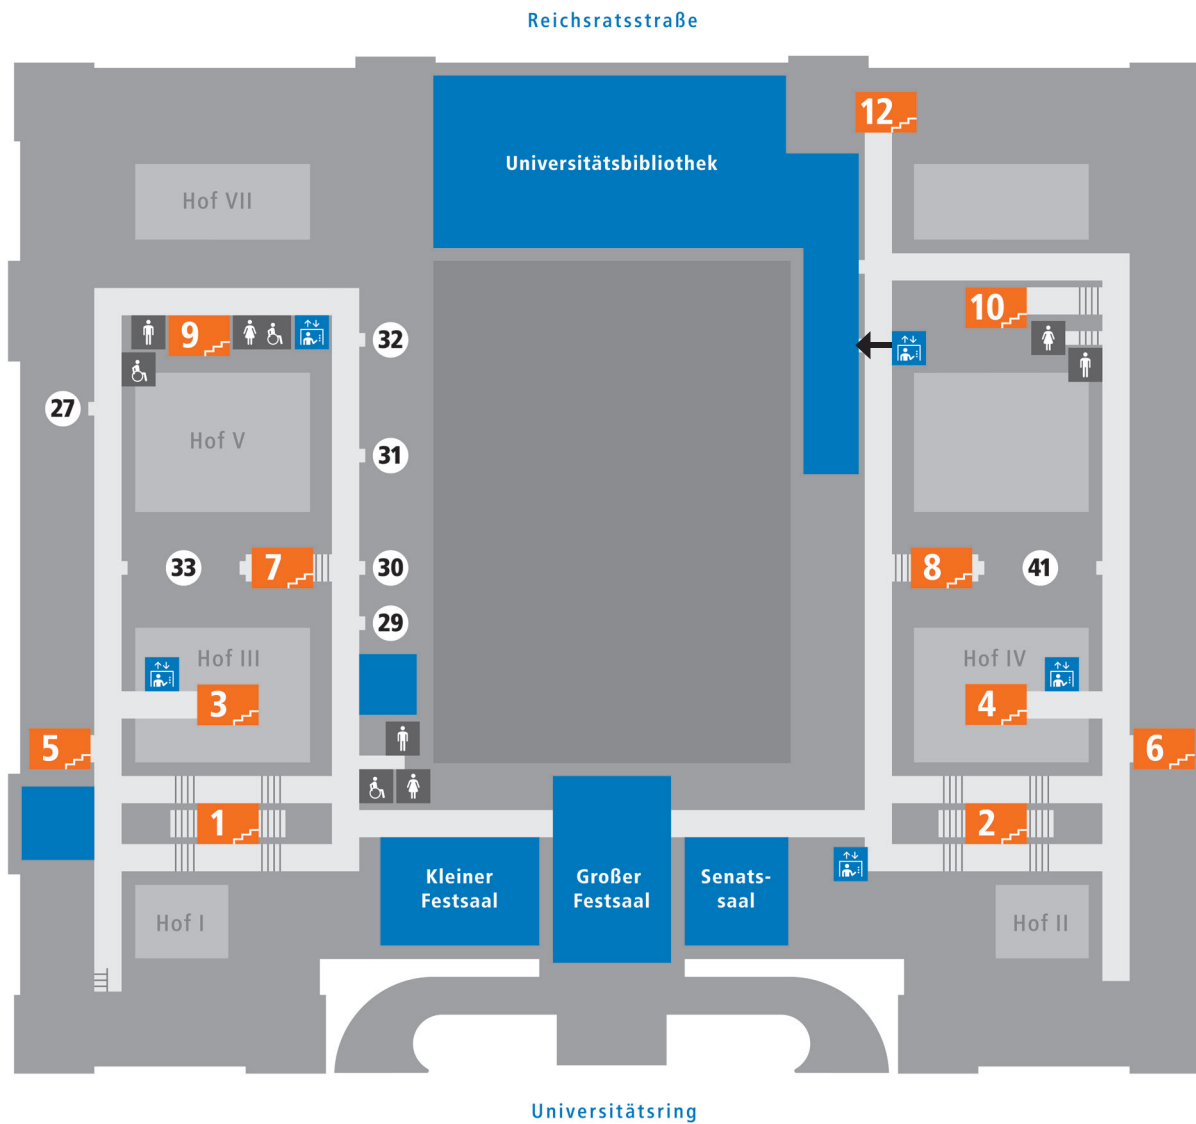 Reichsratsstraße
12
Universitätsbibliothek
Hof VII
10
9
32
27
Hof V
31
33
7
30
8
41
29
Hof III
Hof IV
3
4
5
6
1
2
Kleiner
Festsaal
Großer
Festsaal
Senats-
saal
Hof I
Hof II
Universitätsring